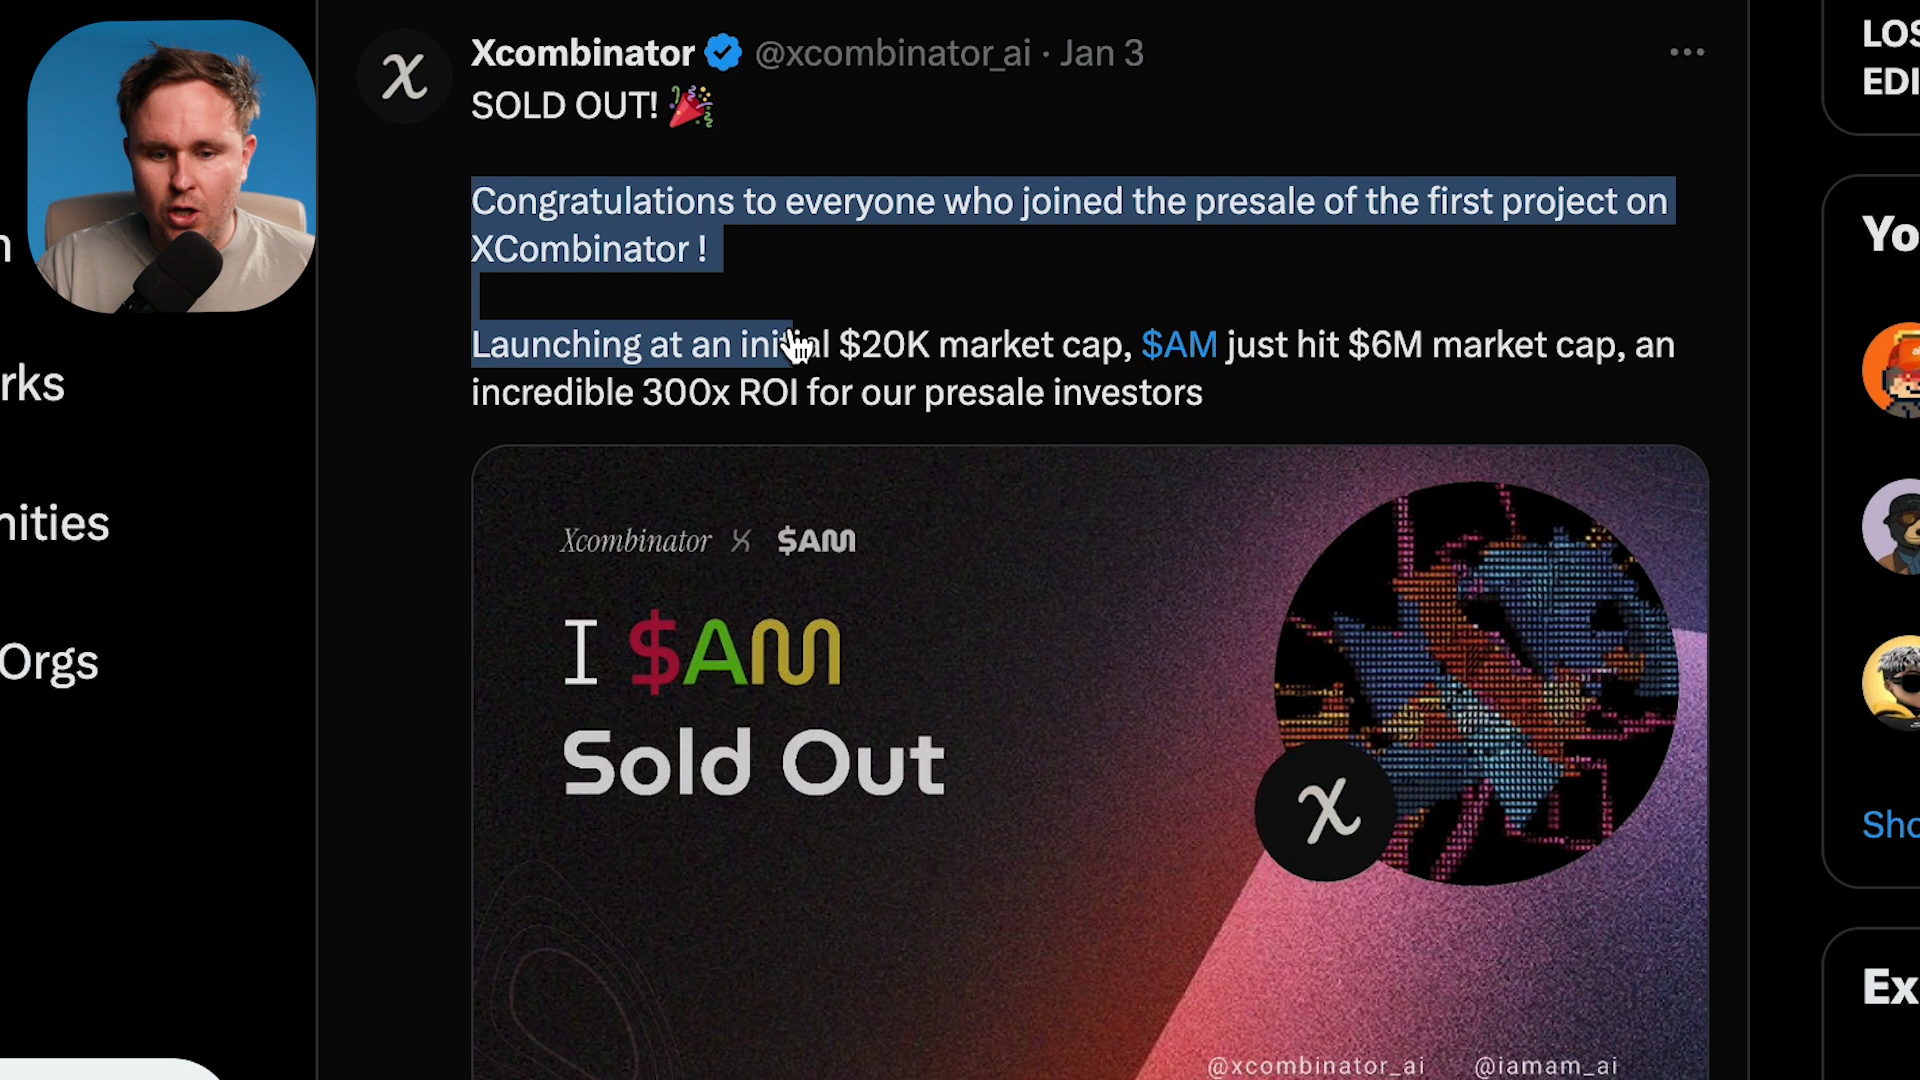 Xcombinator @xcombinator_ai · Jan 3
SOLD OUT!
Congratulations to everyone who joined the presale of the first project on
XCombinator !
Launching at an initial $20K market cap, $AM just hit $6M market cap, an
incredible 300x ROI for our presale investors
Xcombinator X $AM
I $AM
Sold Out
@xcombinator_ai @iamam_ai
rks
nities
Orgs
LOS
EDI
Yo
Sho
Ex